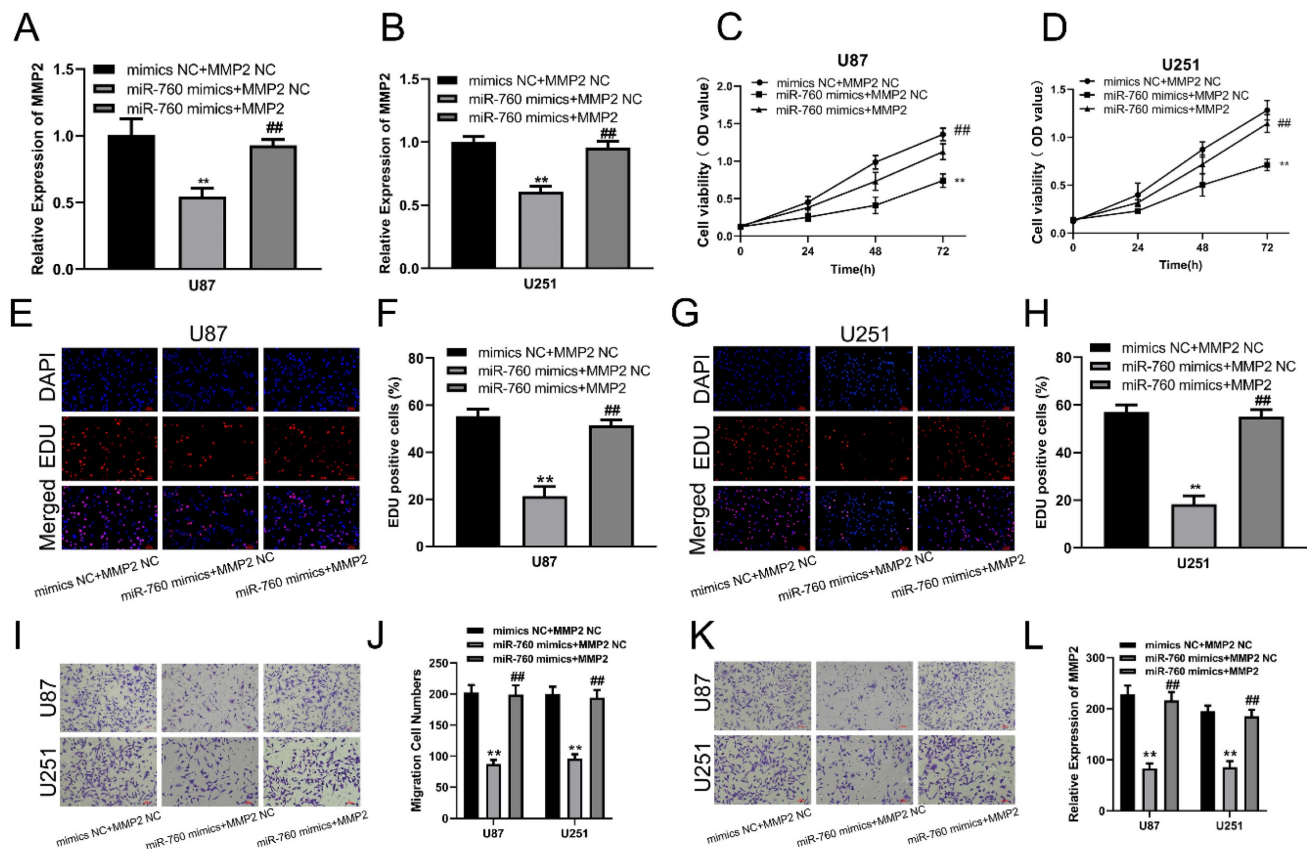 A
mimics NC+MMP2 NC
miR-760 mimics+MMP2 NC
miR-760 mimics+MMP2
Relative Expression of MMP2
1.5
1.0
0.5
0.0
**
##
U87
B
mimics NC+MMP2 NC
miR-760 mimics+MMP2 NC
miR-760 mimics+MMP2
Relative Expression of MMP2
1.5
1.0
0.5
0.0
**
##
U251
C
U87
mimics NC+MMP2 NC
miR-760 mimics+MMP2 NC
miR-760 mimics+MMP2
Cell viability（OD value）
2.0
1.5
1.0
0.5
0.0
##
**
0 24 48 72
Time(h)
D
U251
mimics NC+MMP2 NC
miR-760 mimics+MMP2 NC
miR-760 mimics+MMP2
Cell viability（OD value）
1.5
1.0
0.5
0.0
##
**
0 24 48 72
Time(h)
E
U87
DAPI
EDU
Merged
mimics NC+MMP2 NC
miR-760 mimics+MMP2 NC
miR-760 mimics+MMP2
F
mimics NC+MMP2 NC
miR-760 mimics+MMP2 NC
miR-760 mimics+MMP2
EDU positive cells (%)
80
60
40
20
0
**
##
U87
G
U251
DAPI
EDU
Merged
mimics NC+MMP2 NC
miR-760 mimics+MMP2 NC
miR-760 mimics+MMP2
H
mimics NC+MMP2 NC
miR-760 mimics+MMP2 NC
miR-760 mimics+MMP2
EDU positive cells (%)
80
60
40
20
0
**
##
U251
I
U87
U251
mimics NC+MMP2 NC
miR-760 mimics+MMP2 NC
miR-760 mimics+MMP2
J
mimics NC+MMP2 NC
miR-760 mimics+MMP2 NC
miR-760 mimics+MMP2
Migration Cell Numbers
250
200
150
100
50
0
**
##
**
##
U87 U251
K
U87
U251
mimics NC+MMP2 NC
miR-760 mimics+MMP2 NC
miR-760 mimics+MMP2
L
mimics NC+MMP2 NC
miR-760 mimics+MMP2 NC
miR-760 mimics+MMP2
Relative Expression of MMP2
300
200
100
0
**
##
**
##
U87 U251